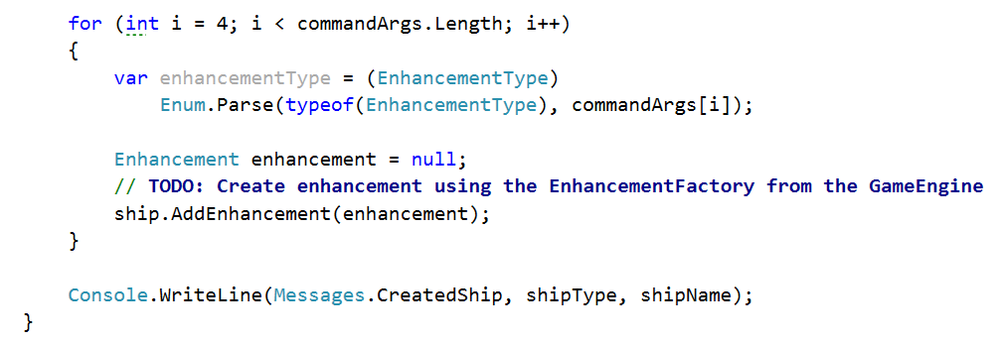 for (int i = 4; i < commandArgs.Length; i++)
{
    var enhancementType = (EnhancementType)
        Enum.Parse(typeof(EnhancementType), commandArgs[i]);

    Enhancement enhancement = null;
    // TODO: Create enhancement using the EnhancementFactory from the GameEngine
    ship.AddEnhancement(enhancement);
}

Console.WriteLine(Messages.CreatedShip, shipType, shipName);
}